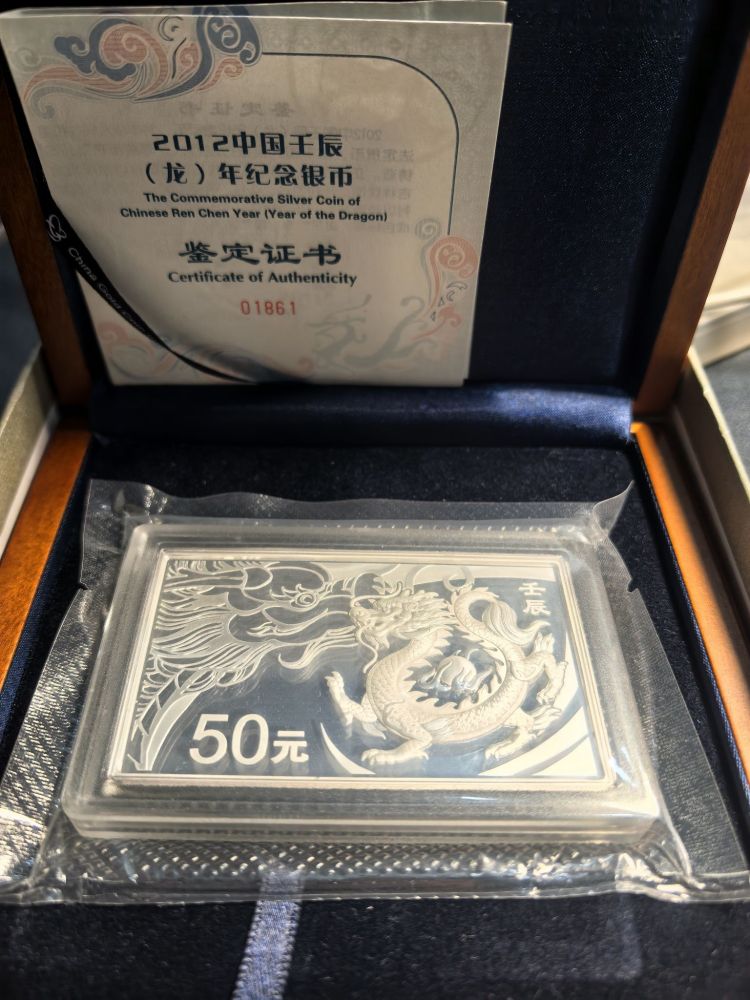 2012中国壬辰
（龙）年纪念银币
The Commemorative Silver Coin of
Chinese Ren Chen Year (Year of the Dragon)
鉴定证书
Certificate of Authenticity
01861
China Gold
壬辰
50元